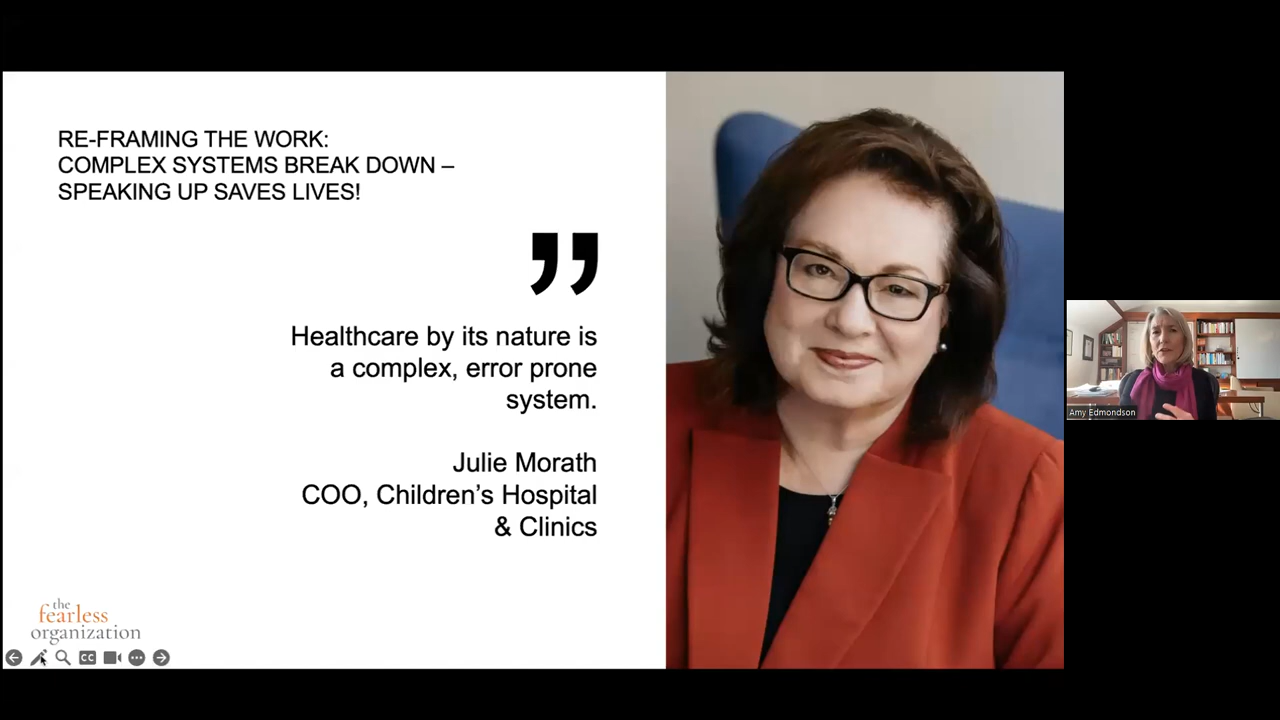 RE-FRAMING THE WORK:
COMPLEX SYSTEMS BREAK DOWN –
SPEAKING UP SAVES LIVES!
”
Healthcare by its nature is
a complex, error prone
system.
Julie Morath
COO, Children’s Hospital
& Clinics
the
fearless
organization
CC
Amy Edmondson